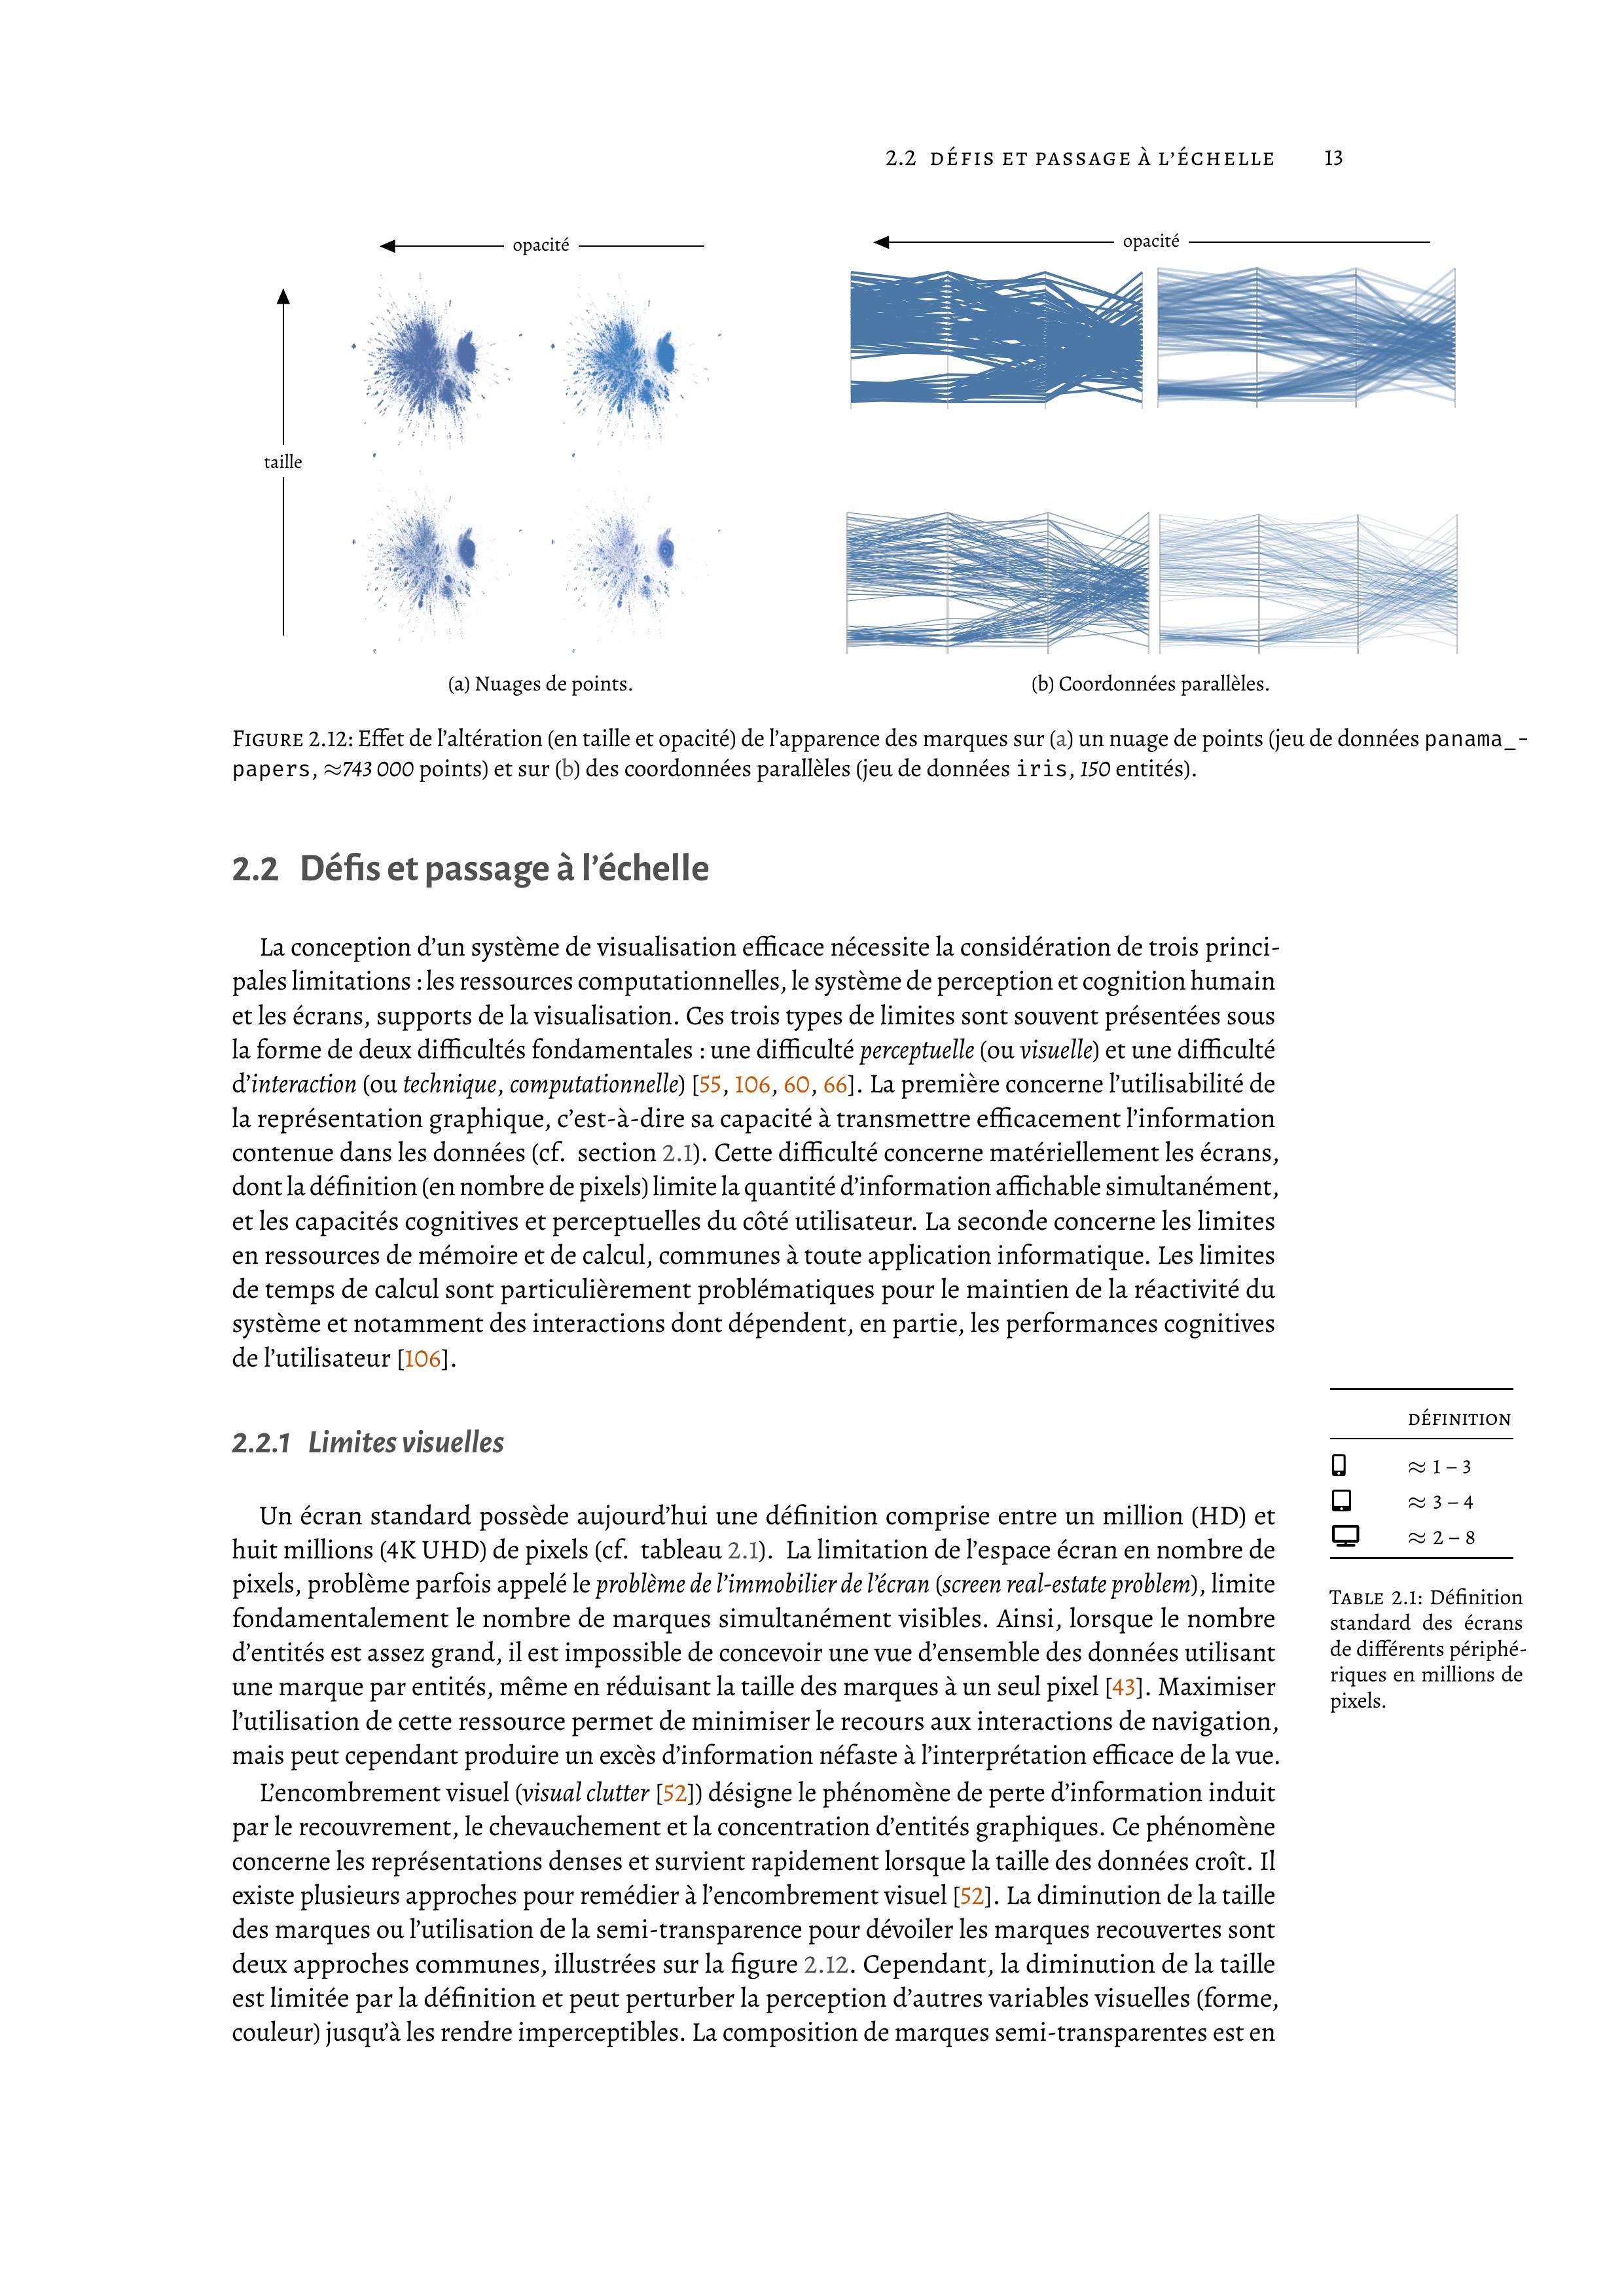 2.2 DÉFIS ET PASSAGE À L'ÉCHELLE 13
opacité
taille
(a) Nuages de points.
opacité
(b) Coordonnées parallèles.
FIGURE 2.12: Effet de l'altération (en taille et opacité) de l'apparence des marques sur (a) un nuage de points (jeu de données panama_-
papers, ≈743 000 points) et sur (b) des coordonnées parallèles (jeu de données iris, 150 entités).
2.2 Défis et passage à l'échelle
La conception d'un système de visualisation efficace nécessite la considération de trois princi-
pales limitations : les ressources computationnelles, le système de perception et cognition humain
et les écrans, supports de la visualisation. Ces trois types de limites sont souvent présentées sous
la forme de deux difficultés fondamentales : une difficulté perceptuelle (ou visuelle) et une difficulté
d'interaction (ou technique, computationnelle) [55, 106, 60, 66]. La première concerne l'utilisabilité de
la représentation graphique, c'est-à-dire sa capacité à transmettre efficacement l'information
contenue dans les données (cf. section 2.1). Cette difficulté concerne matériellement les écrans,
dont la définition (en nombre de pixels) limite la quantité d'information affichable simultanément,
et les capacités cognitives et perceptuelles du côté utilisateur. La seconde concerne les limites
en ressources de mémoire et de calcul, communes à toute application informatique. Les limites
de temps de calcul sont particulièrement problématiques pour le maintien de la réactivité du
système et notamment des interactions dont dépendent, en partie, les performances cognitives
de l'utilisateur [106].
2.2.1 Limites visuelles
Un écran standard possède aujourd'hui une définition comprise entre un million (HD) et
huit millions (4K UHD) de pixels (cf. tableau 2.1). La limitation de l'espace écran en nombre de
pixels, problème parfois appelé le problème de l'immobilier de l'écran (screen real-estate problem), limite
fondamentalement le nombre de marques simultanément visibles. Ainsi, lorsque le nombre
d'entités est assez grand, il est impossible de concevoir une vue d'ensemble des données utilisant
une marque par entités, même en réduisant la taille des marques à un seul pixel [43]. Maximiser
l'utilisation de cette ressource permet de minimiser le recours aux interactions de navigation,
mais peut cependant produire un excès d'information néfaste à l'interprétation efficace de la vue.
L'encombrement visuel (visual clutter [52]) désigne le phénomène de perte d'information induit
par le recouvrement, le chevauchement et la concentration d'entités graphiques. Ce phénomène
concerne les représentations denses et survient rapidement lorsque la taille des données croît. Il
existe plusieurs approches pour remédier à l'encombrement visuel [52]. La diminution de la taille
des marques ou l'utilisation de la semi-transparence pour dévoiler les marques recouvertes sont
deux approches communes, illustrées sur la figure 2.12. Cependant, la diminution de la taille
est limitée par la définition et peut perturber la perception d'autres variables visuelles (forme,
couleur) jusqu'à les rendre imperceptibles. La composition de marques semi-transparentes est en
DÉFINITION
≈ 1 – 3
≈ 3 – 4
≈ 2 – 8
TABLE 2.1: Définition
standard des écrans
de différents périphé-
riques en millions de
pixels.